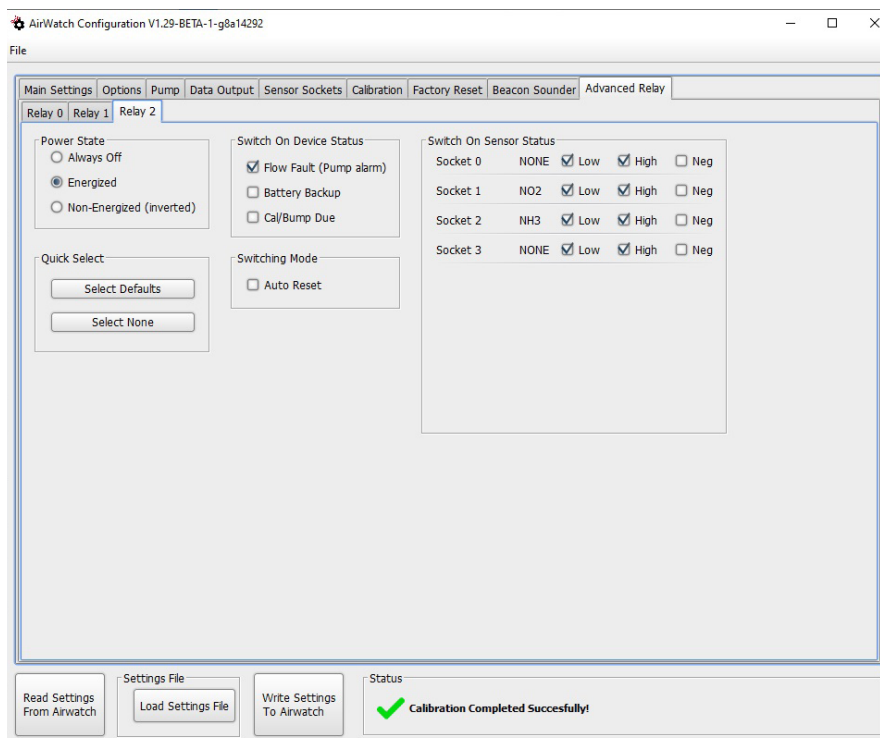 AirWatch Configuration V1.29-BETA-1-g8a14292
File
Main Settings Options Pump Data Output Sensor Sockets Calibration Factory Reset Beacon Sounder Advanced Relay
Relay 0 Relay 1 Relay 2
Power State
Always Off
Energized
Non-Energized (inverted)
Quick Select
Select Defaults
Select None
Switch On Device Status
Flow Fault (Pump alarm)
Battery Backup
Cal/Bump Due
Switching Mode
Auto Reset
Switch On Sensor Status
Socket 0 NONE Low High Neg
Socket 1 NO2 Low High Neg
Socket 2 NH3 Low High Neg
Socket 3 NONE Low High Neg
Read Settings
From Airwatch
Settings File
Load Settings File
Write Settings
To Airwatch
Status
Calibration Completed Succesfully!